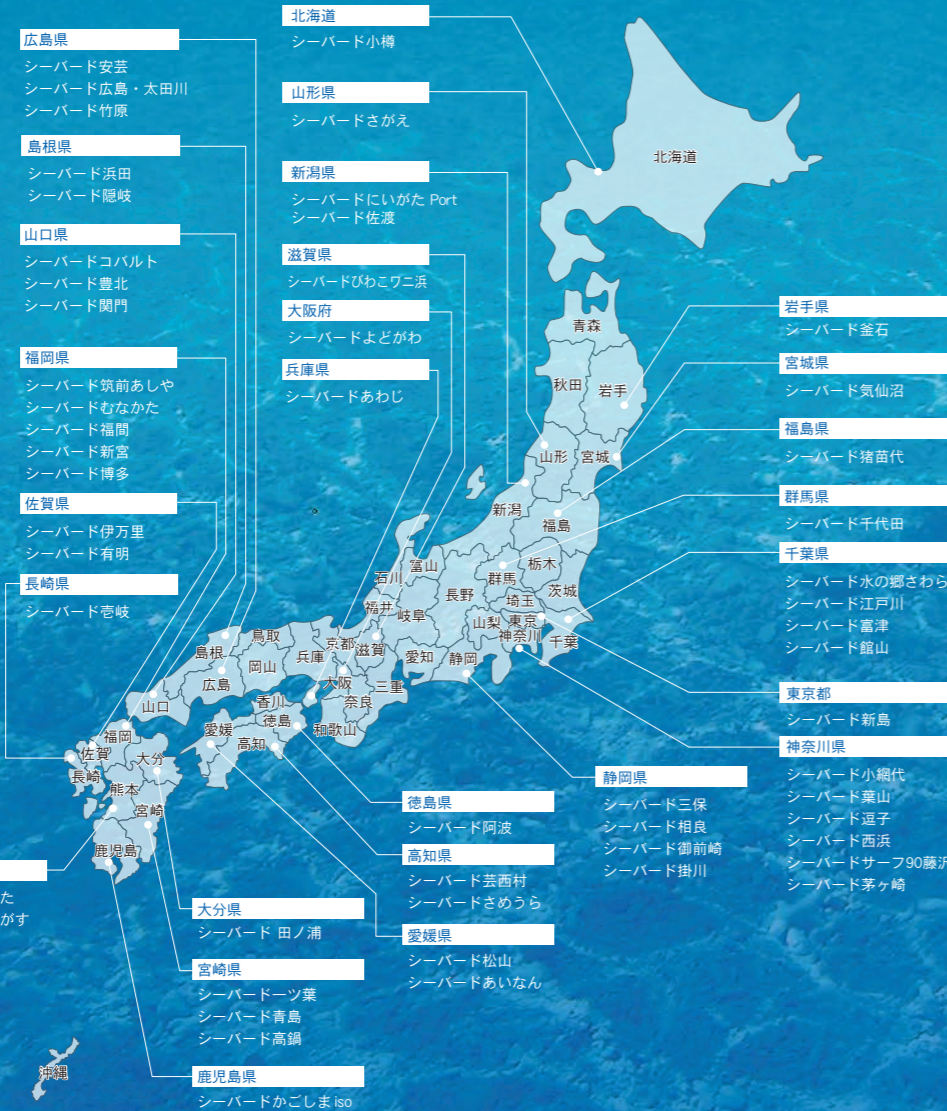 広島県
シーバード安芸
シーバード広島・太田川
シーバード竹原
島根県
シーバード浜田
シーバード隠岐
山口県
シーバードコバルト
シーバード豊北
シーバード関門
福岡県
シーバード筑前あしや
シーバードむなかた
シーバード福間
シーバード新宮
シーバード博多
佐賀県
シーバード伊万里
シーバード有明
長崎県
シーバード壱岐
北海道
シーバード小樽
山形県
シーバードさがえ
新潟県
シーバードにいがた Port
シーバード佐渡
滋賀県
シーバードびわこワニ浜
大阪府
シーバードよどがわ
兵庫県
シーバードあわじ
岩手県
シーバード釜石
宮城県
シーバード気仙沼
福島県
シーバード猪苗代
群馬県
シーバード千代田
千葉県
シーバード水の郷さわら
シーバード江戸川
シーバード富津
シーバード館山
東京都
シーバード新島
神奈川県
シーバード小網代
シーバード葉山
シーバード逗子
シーバード西浜
シーバードサーフ90藤沢
シーバード茅ヶ崎
静岡県
シーバード三保
シーバード相良
シーバード御前崎
シーバード掛川
徳島県
シーバード阿波
高知県
シーバード芸西村
シーバードさめうら
愛媛県
シーバード松山
シーバードあいなん
た
がす
大分県
シーバード 田ノ浦
宮崎県
シーバード一ツ葉
シーバード青島
シーバード高鍋
鹿児島県
シーバードかごしま iso
北海道
青森
秋田
岩手
山形
宮城
新潟
福島
富山
石川
群馬
栃木
茨城
長野
埼玉
福井
岐阜
山梨
東京
神奈川
千葉
鳥取
島根
兵庫
京都
滋賀
愛知
静岡
岡山
広島
大阪
三重
奈良
山口
香川
徳島
和歌山
愛媛
高知
福岡
佐賀
大分
長崎
熊本
宮崎
鹿児島
沖縄